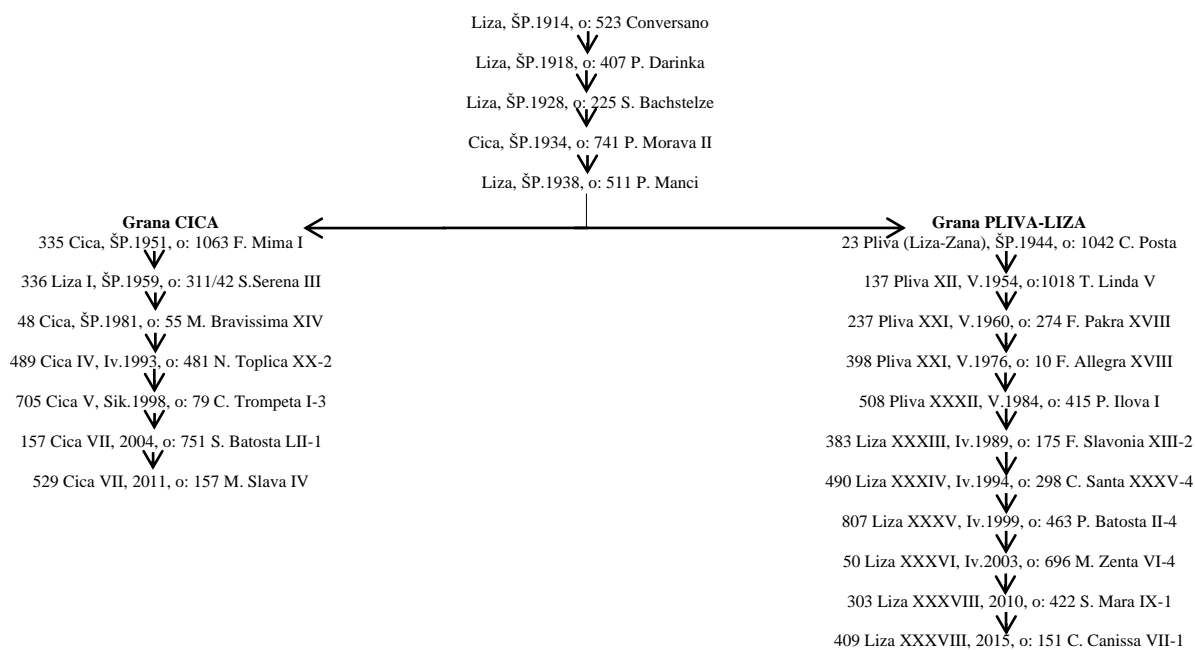 Liza, ŠP.1914, o: 523 Conversano
Liza, ŠP.1918, o: 407 P. Darinka
Liza, ŠP.1928, o: 225 S. Bachstelze
Cica, ŠP.1934, o: 741 P. Morava II
Liza, ŠP.1938, o: 511 P. Manci
Grana CICA
335 Cica, ŠP.1951, o: 1063 F. Mima I
336 Liza I, ŠP.1959, o: 311/42 S.Serena III
48 Cica, ŠP.1981, o: 55 M. Bravissima XIV
489 Cica IV, Iv.1993, o: 481 N. Toplica XX-2
705 Cica V, Sik.1998, o: 79 C. Trompeta I-3
157 Cica VII, 2004, o: 751 S. Batosta LII-1
529 Cica VII, 2011, o: 157 M. Slava IV
Grana PLIVA-LIZA
23 Pliva (Liza-Zana), ŠP.1944, o: 1042 C. Posta
137 Pliva XII, V.1954, o:1018 T. Linda V
237 Pliva XXI, V.1960, o: 274 F. Pakra XVIII
398 Pliva XXI, V.1976, o: 10 F. Allegra XVIII
508 Pliva XXXII, V.1984, o: 415 P. Ilova I
383 Liza XXXIII, Iv.1989, o: 175 F. Slavonia XIII-2
490 Liza XXXIV, Iv.1994, o: 298 C. Santa XXXV-4
807 Liza XXXV, Iv.1999, o: 463 P. Batosta II-4
50 Liza XXXVI, Iv.2003, o: 696 M. Zenta VI-4
303 Liza XXXVIII, 2010, o: 422 S. Mara IX-1
409 Liza XXXVIII, 2015, o: 151 C. Canissa VII-1